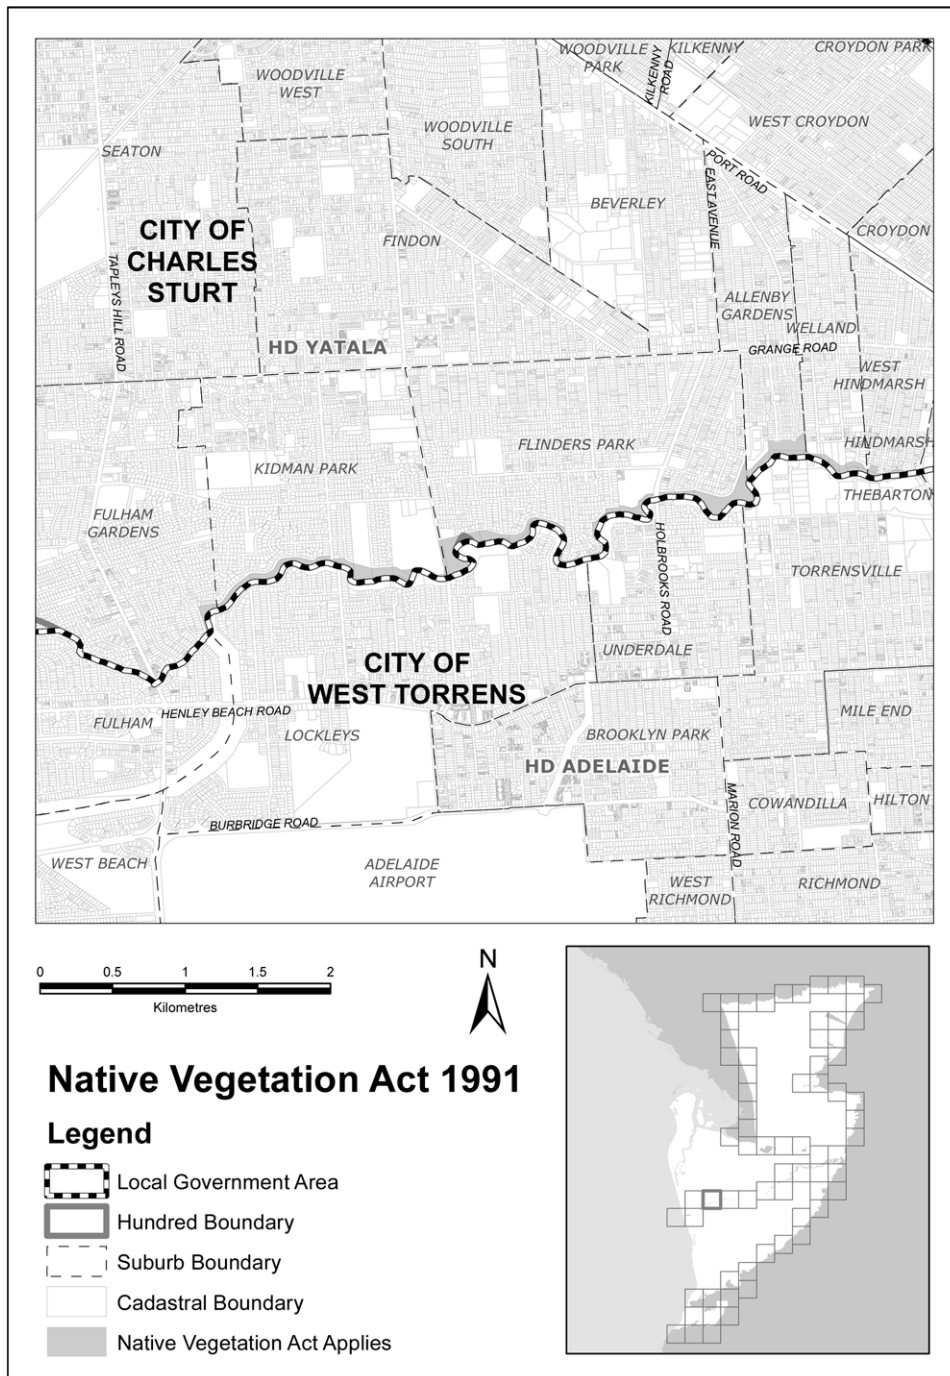 WOODVILLE
PARK
KILKENNY
ROAD
KILKENNY
CROYDON PARK
WOODVILLE
WEST
WOODVILLE
SOUTH
WEST CROYDON
SEATON
PORT ROAD
EAST AVENUE
BEVERLEY
CITY OF
CHARLES
STURT
FINDON
CROYDON
TAPLEYS HILL ROAD
ALLENBY
GARDENS
WELLAND
HD YATALA
GRANGE ROAD
WEST
HINDMARSH
FLINDERS PARK
HINDMARSH
KIDMAN PARK
THEBARTON
FULHAM
GARDENS
HOLBROOKS ROAD
TORRENSVILLE
UNDERDALE
CITY OF
WEST TORRENS
HENLEY BEACH ROAD
FULHAM
LOCKLEYS
BROOKLYN PARK
MILE END
HD ADELAIDE
MARION ROAD
COWANDILLA
HILTON
BURBRIDGE ROAD
WEST BEACH
ADELAIDE
AIRPORT
WEST
RICHMOND
RICHMOND
0 0.5 1 1.5 2
Kilometres
N
Native Vegetation Act 1991
Legend
Local Government Area
Hundred Boundary
Suburb Boundary
Cadastral Boundary
Native Vegetation Act Applies